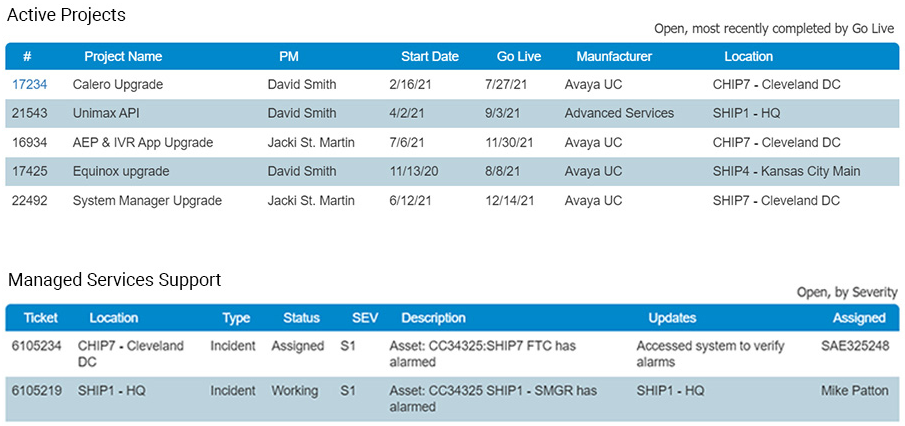 Active Projects
Open, most recently completed by Go Live
# Project Name PM Start Date Go Live Maunfacturer Location
17234 Calero Upgrade David Smith 2/16/21 7/27/21 Avaya UC CHIP7 - Cleveland DC
21543 Unimax API David Smith 4/2/21 9/3/21 Advanced Services SHIP1 - HQ
16934 AEP & IVR App Upgrade Jacki St. Martin 7/6/21 11/30/21 Avaya UC CHIP7 - Cleveland DC
17425 Equinox upgrade David Smith 11/13/20 8/8/21 Avaya UC SHIP4 - Kansas City Main
22492 System Manager Upgrade Jacki St. Martin 6/12/21 12/14/21 Avaya UC SHIP7 - Cleveland DC
Managed Services Support
Open, by Severity
Ticket Location Type Status SEV Description Updates Assigned
6105234 CHIP7 - Cleveland Incident Assigned S1 Asset: CC34325:SHIP7 FTC has Accessed system to verify SAE325248
DC alarmed alarms
6105219 SHIP1 - HQ Incident Working S1 Asset: CC34325 SHIP1 - SMGR has SHIP1 - HQ Mike Patton
alarmed